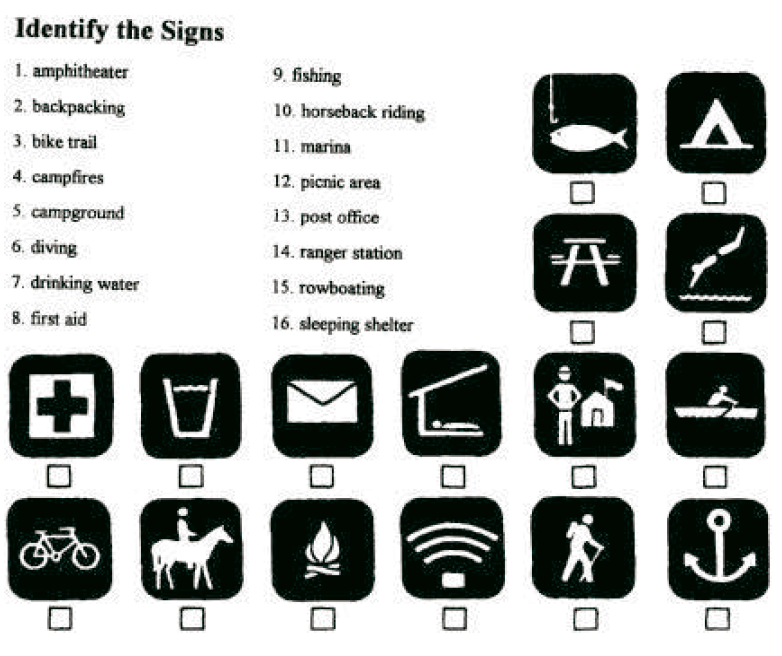 Identify the Signs
1. amphitheater
2. backpacking
3. bike trail
4. campfires
5. campground
6. diving
7. drinking water
8. first aid
9. fishing
10. horseback riding
11. marina
12. picnic area
13. post office
14. ranger station
15. rowboating
16. sleeping shelter